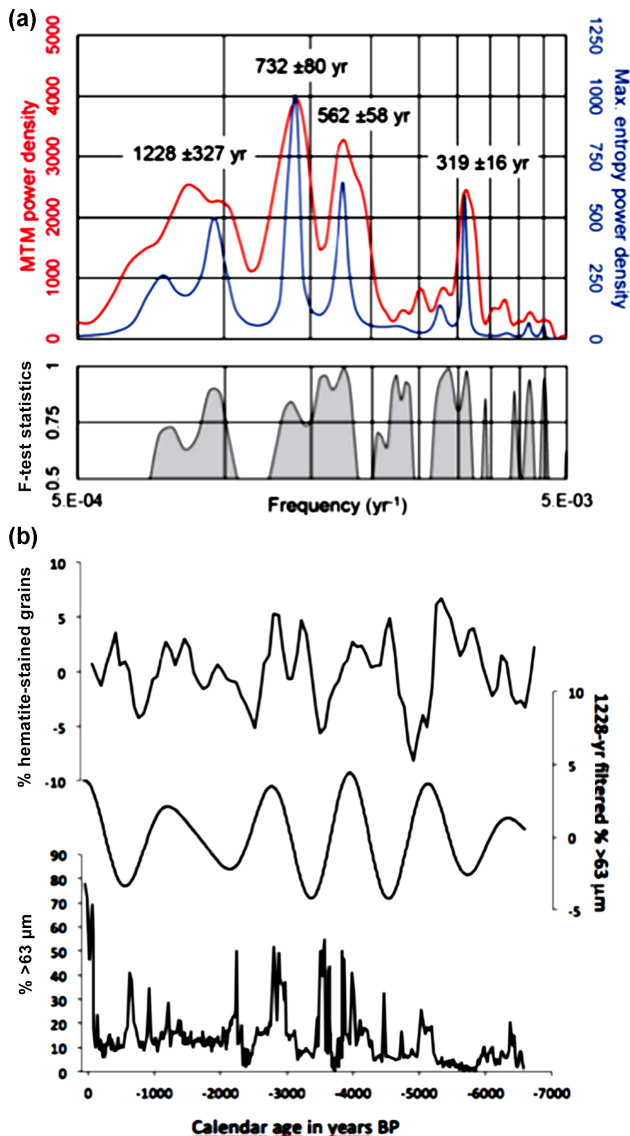 (a)
MTM power density
5000
4000
3000
2000
1000
0
732 ±80 yr
562 ±58 yr
1228 ±327 yr
319 ±16 yr
1250
1000
750
500
250
0
Max. entropy power density
F-test statistics
1
0.75
0.5
5.E-04
Frequency (yr⁻¹)
5.E-03
(b)
% hematite-stained grains
10
5
0
-5
-10
10
5
0
-5
1228-yr filtered % >63 µm
% >63 µm
90
80
70
60
50
40
30
20
10
0
0 -1000 -2000 -3000 -4000 -5000 -6000 -7000
Calendar age in years BP